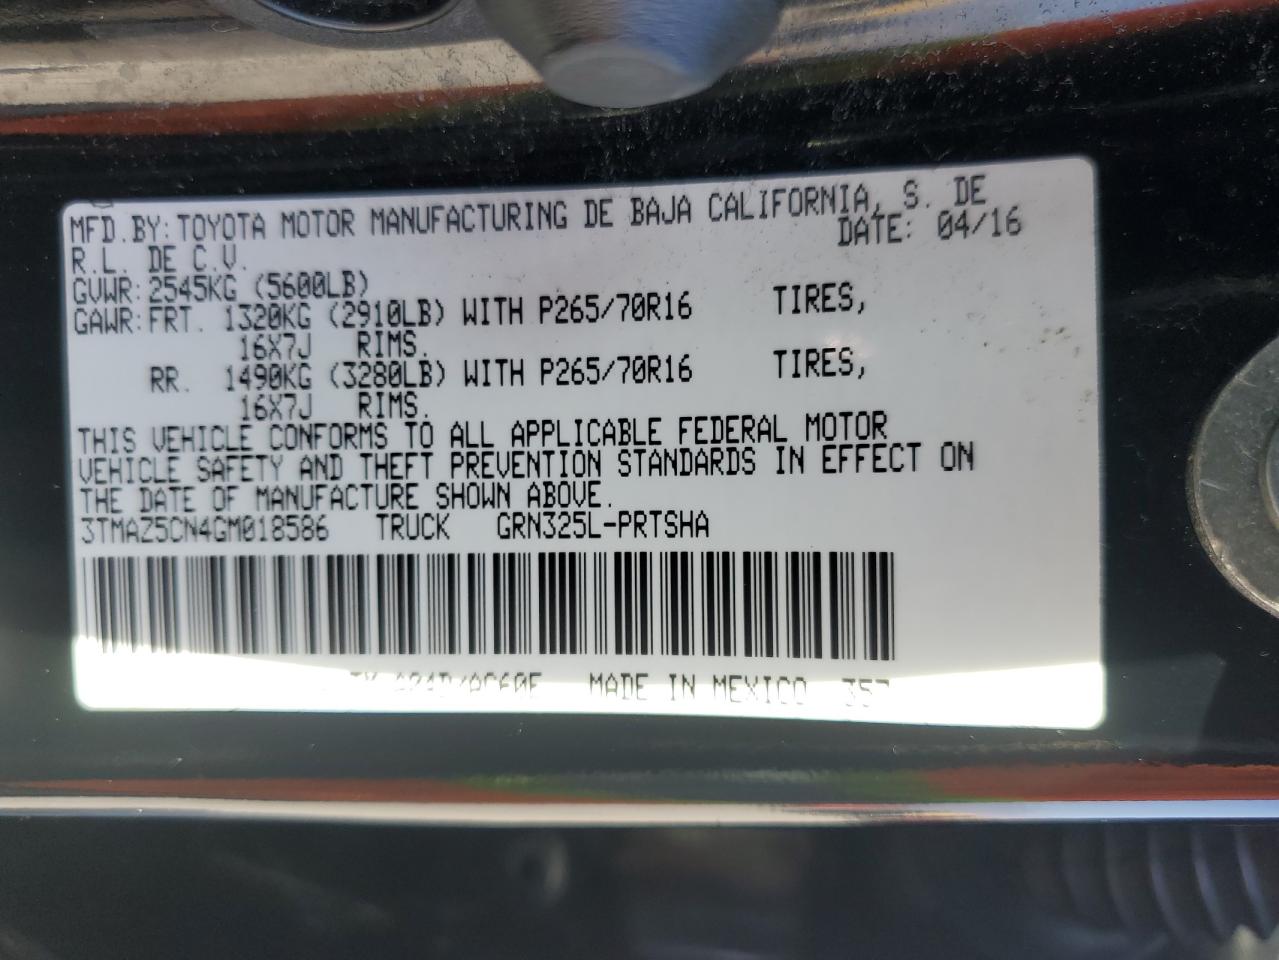 MFD.BY: TOYOTA MOTOR MANUFACTURING DE BAJA CALIFORNIA, S. DE
R.L. DE C.V. DATE: 04/16
GVWR: 2545KG (5600LB)
GAWR: FRT. 1320KG (2910LB) WITH P265/70R16 TIRES,
16X7J RIMS.
RR. 1490KG (3280LB) WITH P265/70R16 TIRES,
16X7J RIMS.
THIS VEHICLE CONFORMS TO ALL APPLICABLE FEDERAL MOTOR
VEHICLE SAFETY AND THEFT PREVENTION STANDARDS IN EFFECT ON
THE DATE OF MANUFACTURE SHOWN ABOVE.
3TMAZ5CN4GM018586 TRUCK GRN325L-PRTSHA
MADE IN MEXICO 357